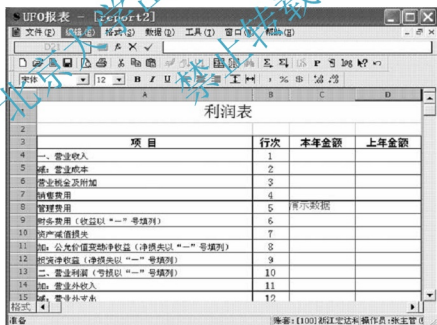 UFO报表 - [report2]
文件(F) 编辑(E) 格式(S) 数据(D) 工具(T) 窗口(W) 帮助(H)
宋体 12 B I U
A B C D
1 利润表
2
3 项 目 行次 本年金额 上年金额
4 一、营业收入 1
5 减：营业成本 2
6 营业税金及附加 3
7 销售费用 4
8 管理费用 5 演示数据
9 财务费用（收益以“－”号填列） 6
10 资产减值损失 7
11 加：公允价值变动净收益（净损失以“－”号填列） 8
12 投资净收益（净损失以“－”号填列） 9
13 二、营业利润（亏损以“－”号填列） 10
14 加：营业外收入 11
15 减：营业外支出 12
格式
准备 账套:[100]浙江宏达 操作员:张主管
禁止转载